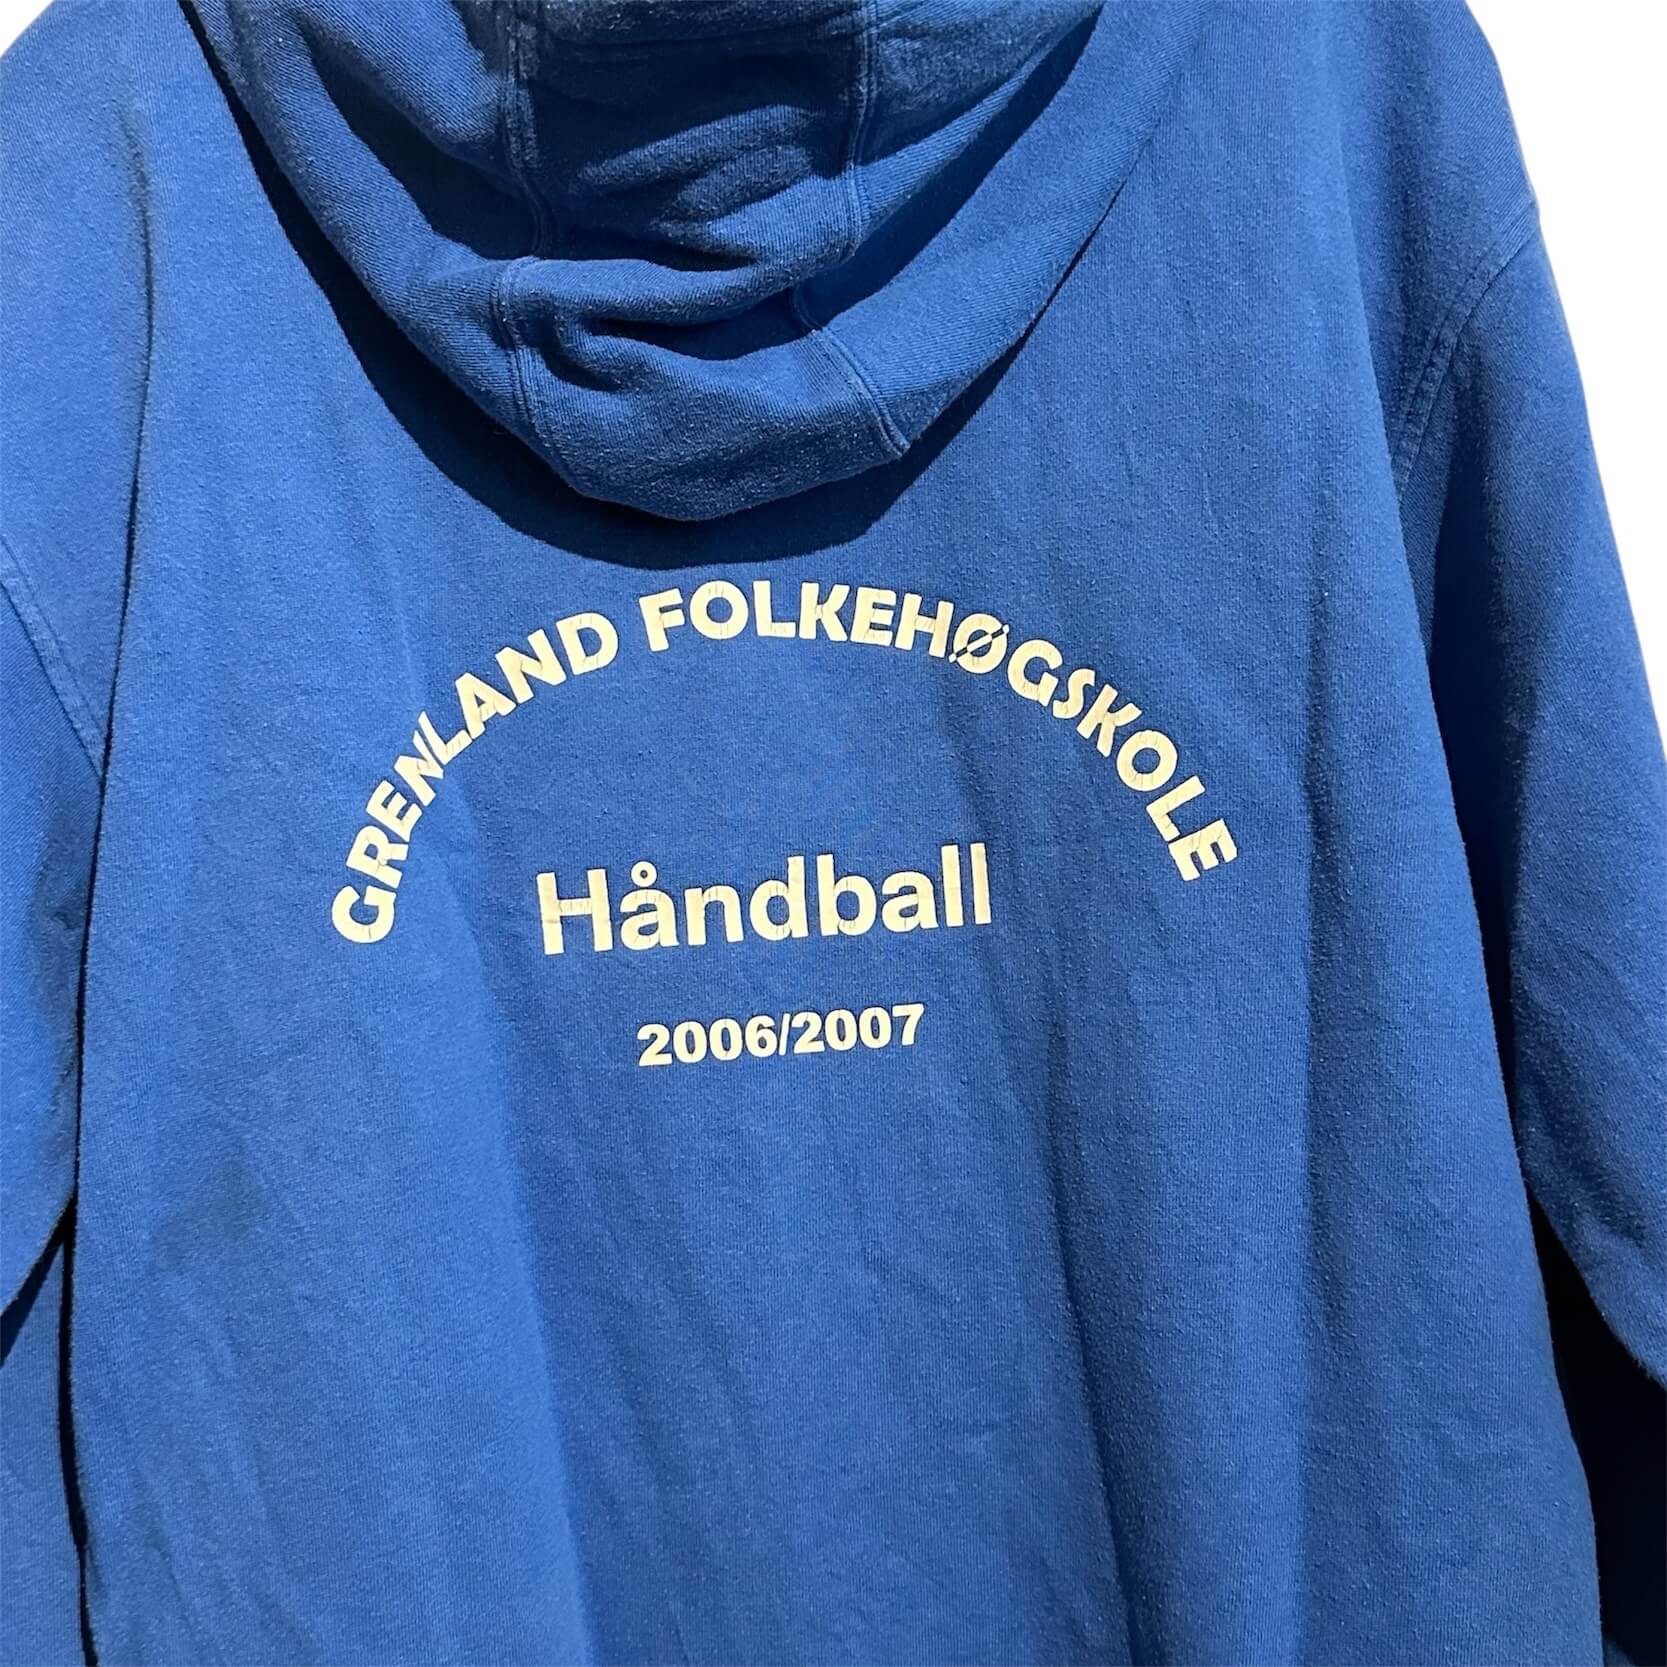 GRENLAND FOLKEHØGSKOLE
Håndball
2006/2007